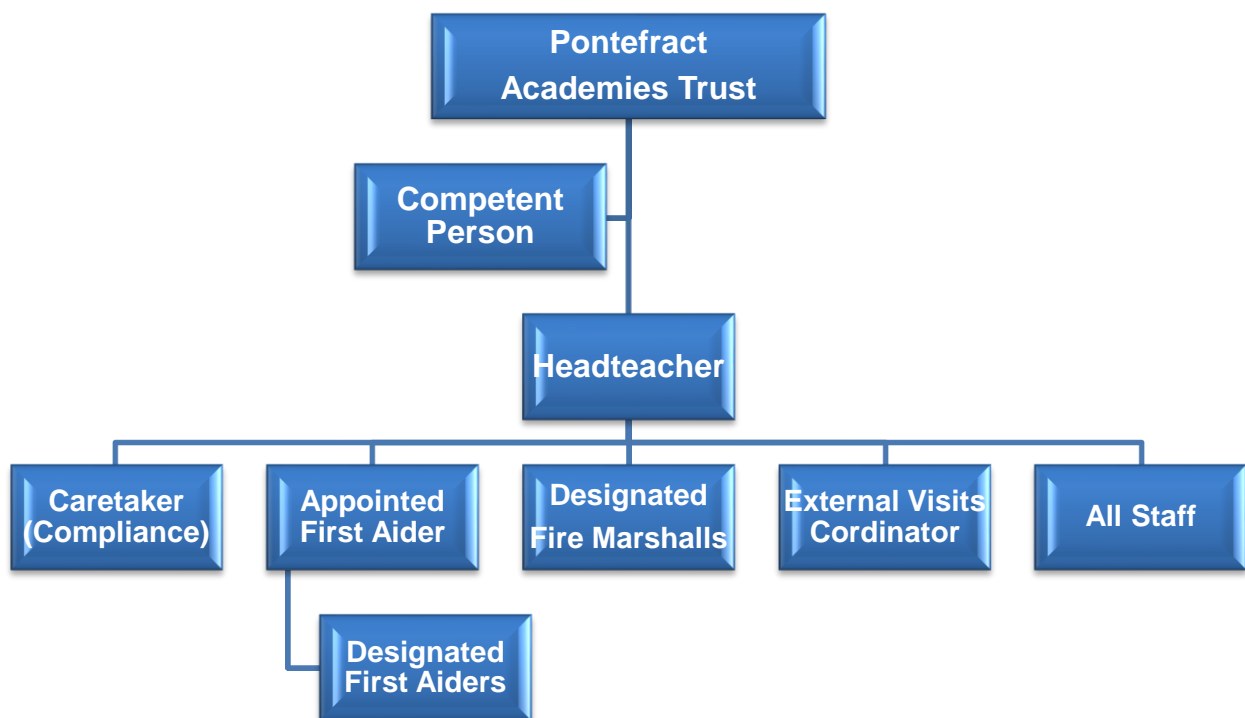 Pontefract
Academies Trust
Competent
Person
Headteacher
Caretaker
(Compliance)
Appointed
First Aider
Designated
Fire Marshalls
External Visits
Cordinator
All Staff
Designated
First Aiders